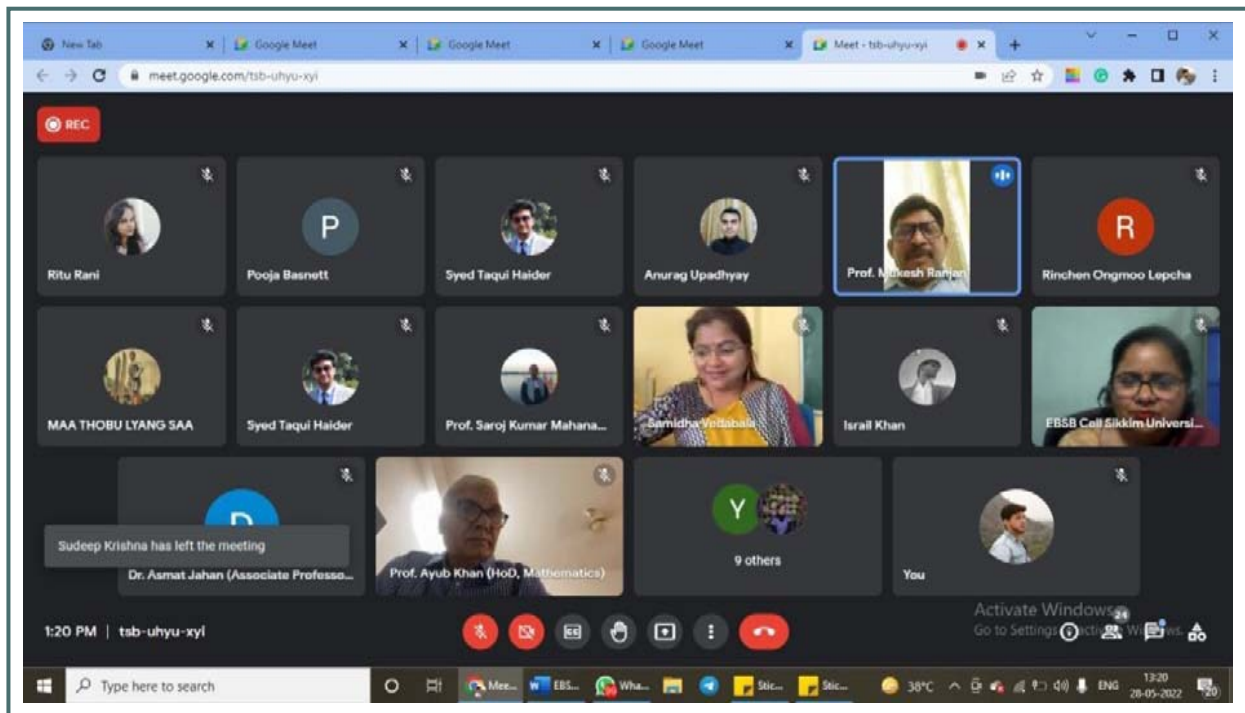 New Tab
Google Meet
Google Meet
Google Meet
Meet - tsb-uhyu-xyi
meet.google.com/tsb-uhyu-xyi
REC
Ritu Rani
P
Pooja Basnett
Syed Taqui Haider
Anurag Upadhyay
Prof. Mukesh Ranjan
R
Rinchen Ongmoo Lepcha
MAA THOBU LYANG SAA
Syed Taqui Haider
Prof. Saroj Kumar Mahana...
Samidha Vedabala
Israil Khan
EBSB Cell Sikkim Universi...
Sudeep Krishna has left the meeting
Dr. Asmat Jahan (Associate Professo...
Prof. Ayub Khan (HoD, Mathematics)
Y
9 others
You
Activate Windows
Go to Settings
24
1:20 PM | tsb-uhyu-xyi
CC
Type here to search
Mee...
EBS...
Wha...
Stic...
Stic...
38°C
ENG
13:20
28-05-2022
20